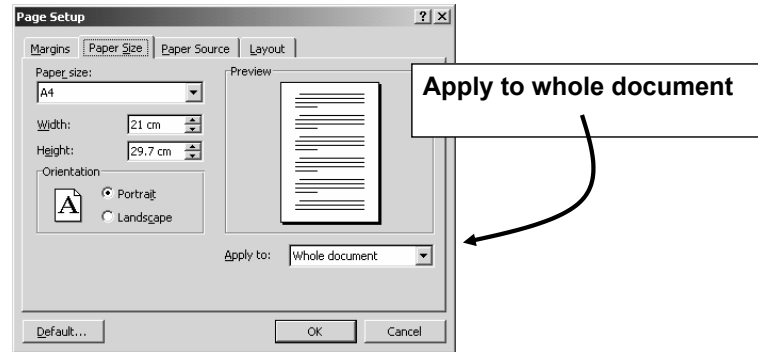 Page Setup
Margins Paper Size Paper Source Layout
Paper size:
A4
Width: 21 cm
Height: 29.7 cm
Orientation
A
Portrait
Landscape
Preview
Apply to: Whole document
Default... OK Cancel
Apply to whole document